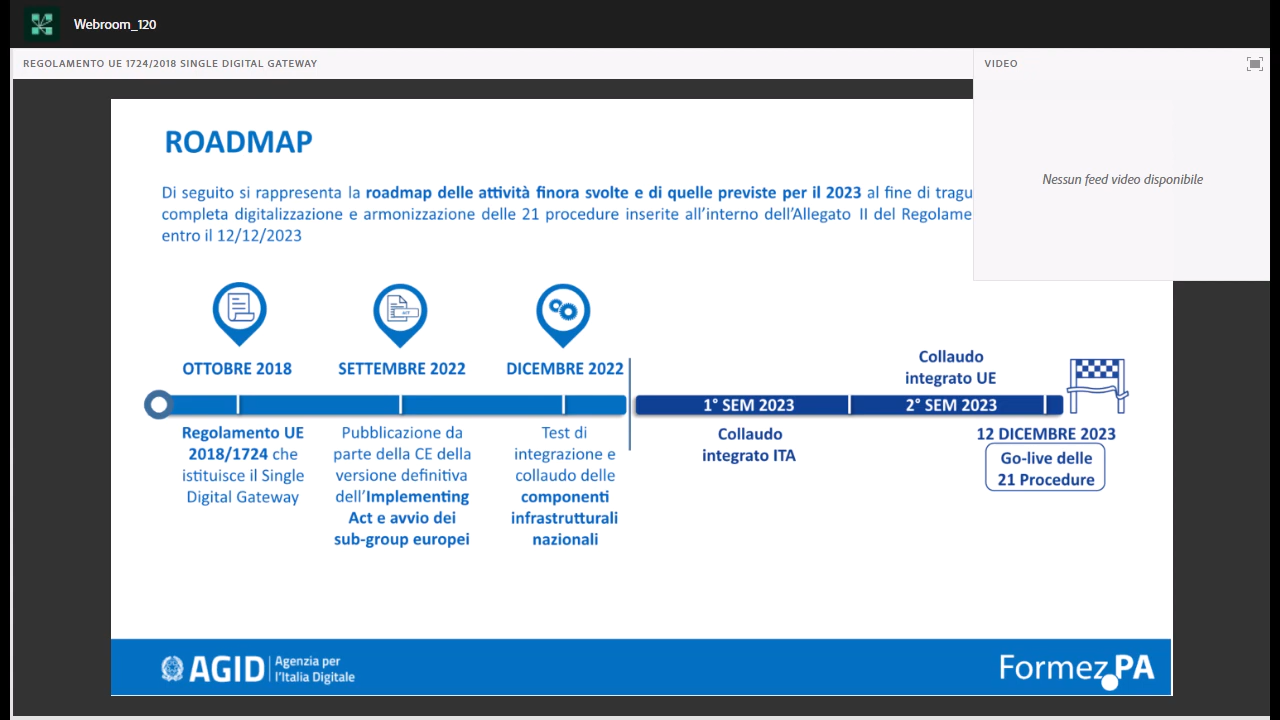 Webroom_120
REGOLAMENTO UE 1724/2018 SINGLE DIGITAL GATEWAY
VIDEO
Nessun feed video disponibile
ROADMAP
Di seguito si rappresenta la roadmap delle attività finora svolte e di quelle previste per il 2023 al fine di
completa digitalizzazione e armonizzazione delle 21 procedure inserite all'interno dell'Allegato II del
entro il 12/12/2023
OTTOBRE 2018
SETTEMBRE 2022
DICEMBRE 2022
Collaudo
integrato UE
1° SEM 2023
2° SEM 2023
Regolamento UE
2018/1724 che
istituisce il Single
Digital Gateway
Pubblicazione da
parte della CE della
versione definitiva
dell'Implementing
Act e avvio dei
sub-group europei
Test di
integrazione e
collaudo delle
componenti
infrastrutturali
nazionali
Collaudo
integrato ITA
12 DICEMBRE 2023
Go-live delle
21 Procedure
AGID
Agenzia per
l'Italia Digitale
Formez PA